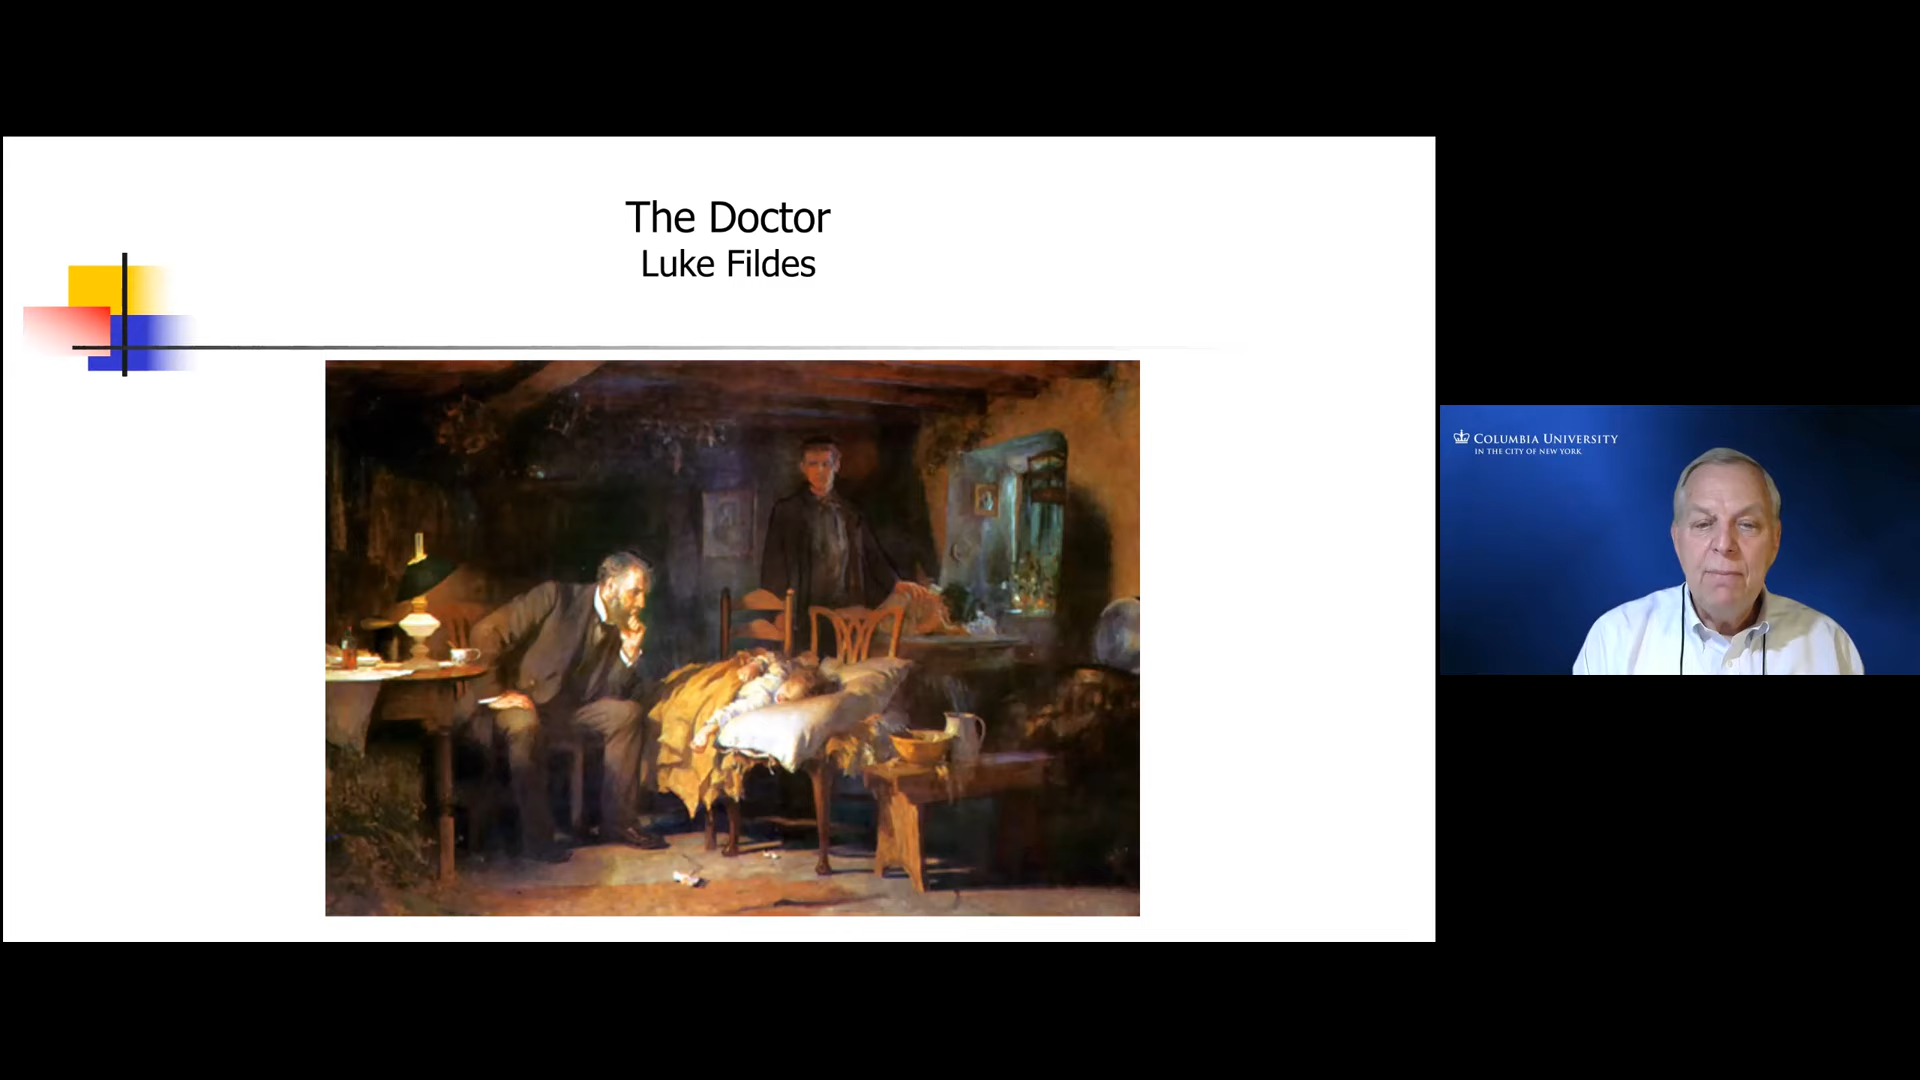 The Doctor
Luke Fildes
COLUMBIA UNIVERSITY
IN THE CITY OF NEW YORK